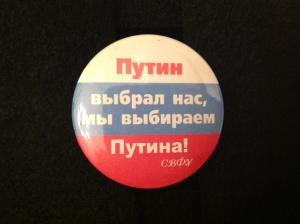 Путин
выбрал нас,
мы выбираем
Путина!
СВФУ